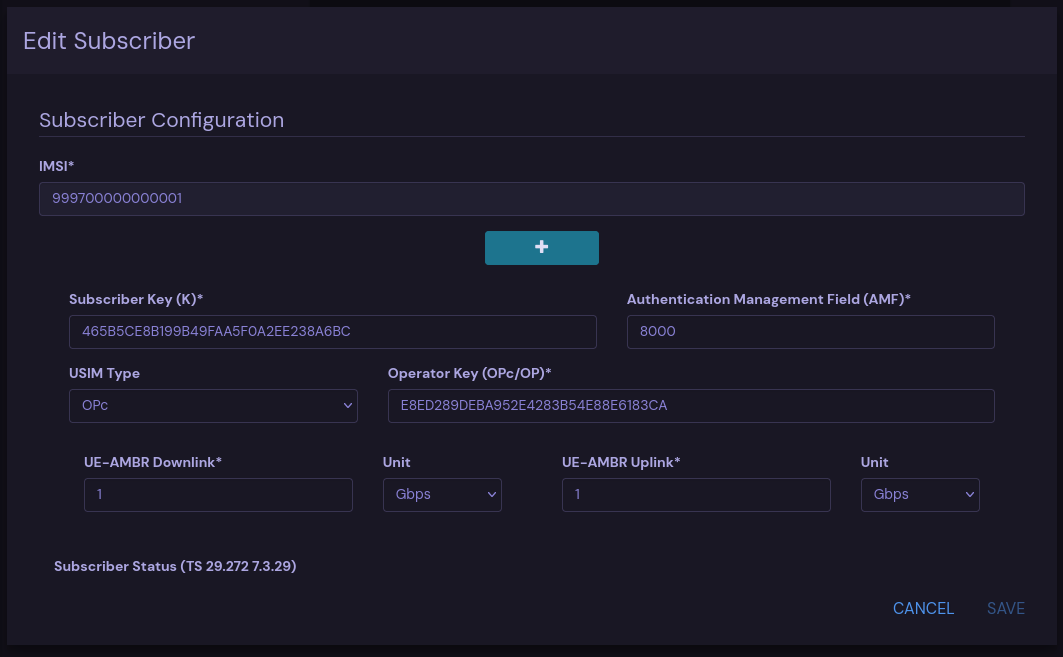 Edit Subscriber
Subscriber Configuration
IMSI*
999700000000001
+
Subscriber Key (K)* Authentication Management Field (AMF)*
465B5CE8B199B49FAA5F0A2EE238A6BC 8000
USIM Type Operator Key (OPc/OP)*
OPc E8ED289DEBA952E4283B54E88E6183CA
UE-AMBR Downlink* Unit UE-AMBR Uplink* Unit
1 Gbps 1 Gbps
Subscriber Status (TS 29.272 7.3.29)
CANCEL SAVE